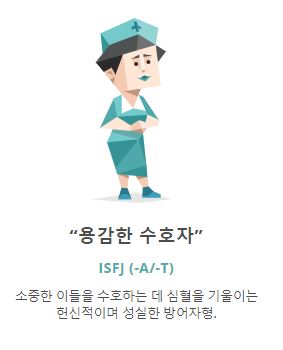 “용감한 수호자”
ISFJ (-A/-T)
소중한 이들을 수호하는 데 심혈을 기울이는
헌신적이며 성실한 방어자형.